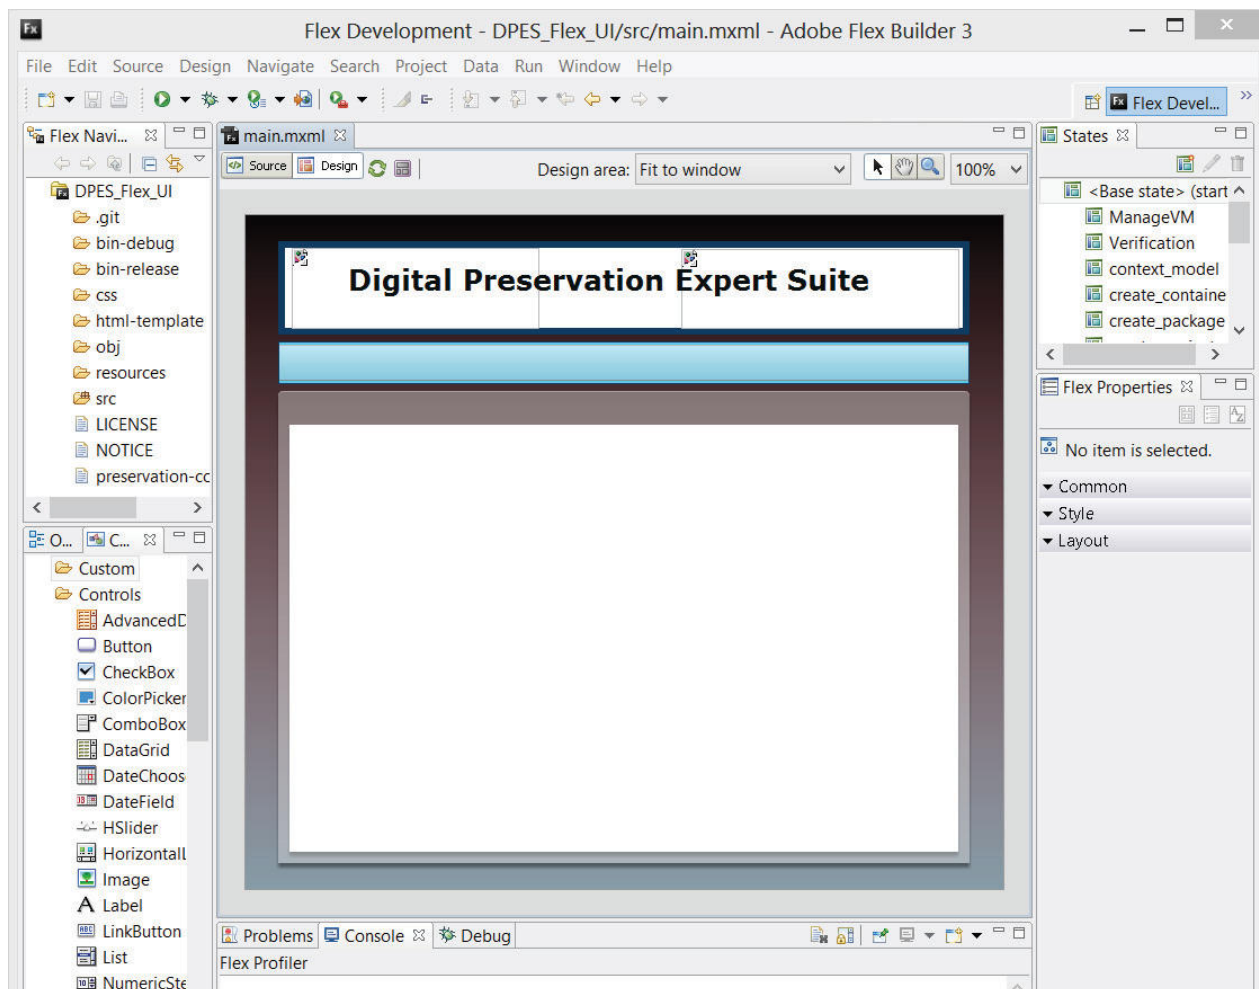 Fx Flex Development - DPES_Flex_UI/src/main.mxml - Adobe Flex Builder 3
File Edit Source Design Navigate Search Project Data Run Window Help
Fx Flex Devel...
Flex Navi...
DPES_Flex_UI
.git
bin-debug
bin-release
css
html-template
obj
resources
src
LICENSE
NOTICE
preservation-cc
O... C...
Custom
Controls
AdvancedD
Button
CheckBox
ColorPicker
ComboBox
DataGrid
DateChoos
DateField
HSlider
HorizontalL
Image
Label
LinkButton
List
NumericSte
main.mxml
Source Design Design area: Fit to window 100%
Digital Preservation Expert Suite
Problems Console Debug
Flex Profiler
States
<Base state> (start
ManageVM
Verification
context_model
create_containe
create_package
Flex Properties
No item is selected.
Common
Style
Layout